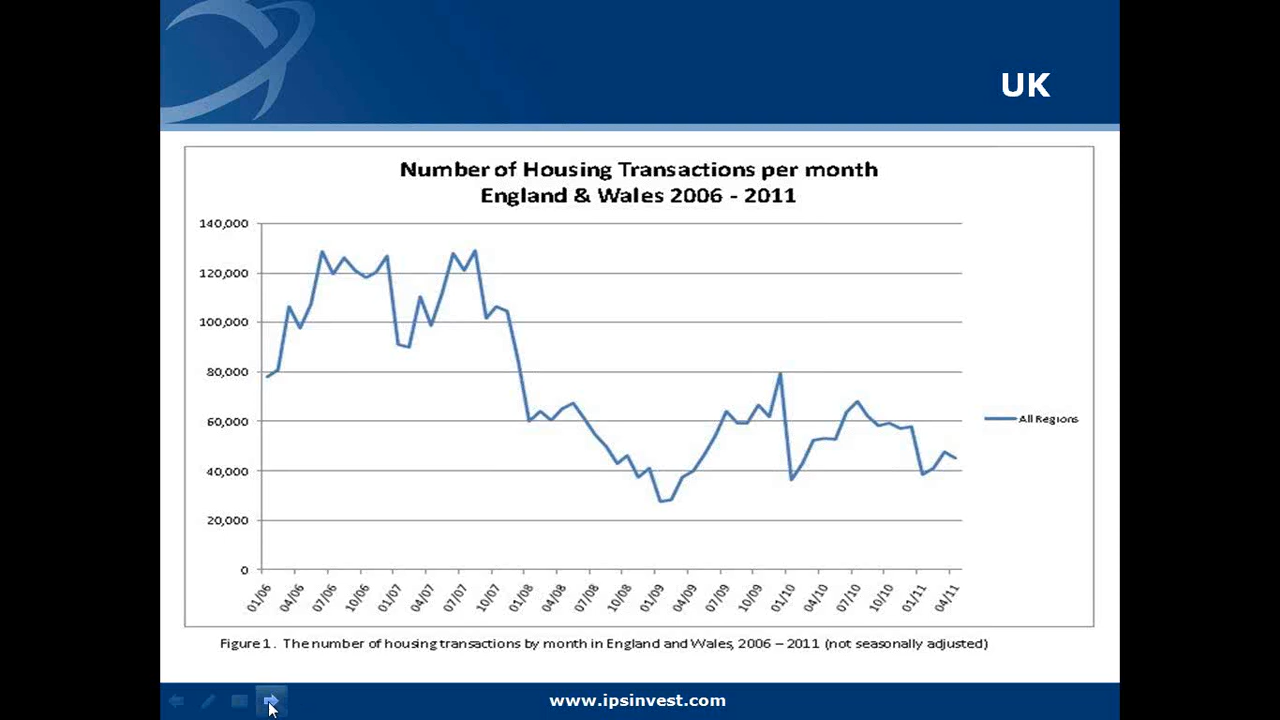 UK
Number of Housing Transactions per month
England & Wales 2006 - 2011
140,000
120,000
100,000
80,000
60,000
40,000
20,000
0
All Regions
01/06 04/06 07/06 10/06 01/07 04/07 07/07 10/07 01/08 04/08 07/08 10/08 01/09 04/09 07/09 10/09 01/10 04/10 07/10 10/10 01/11 04/11
Figure 1. The number of housing transactions by month in England and Wales, 2006 – 2011 (not seasonally adjusted)
www.ipsinvest.com